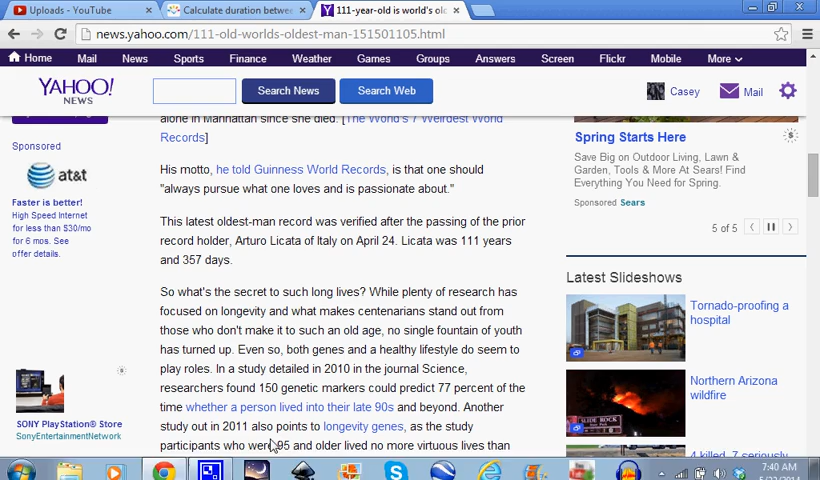 Uploads - YouTube
Calculate duration betwee
111-year-old is world's ol
news.yahoo.com/111-old-worlds-oldest-man-151501105.html
Home Mail News Sports Finance Weather Games Groups Answers Screen Flickr Mobile More
YAHOO!
NEWS
Search News
Search Web
Casey
Mail
alone in Manhattan since she died. [The World's 7 Weirdest World
Records]
His motto, he told Guinness World Records, is that one should
"always pursue what one loves and is passionate about."
This latest oldest-man record was verified after the passing of the prior
record holder, Arturo Licata of Italy on April 24. Licata was 111 years
and 357 days.
So what's the secret to such long lives? While plenty of research has
focused on longevity and what makes centenarians stand out from
those who don't make it to such an old age, no single fountain of youth
has turned up. Even so, both genes and a healthy lifestyle do seem to
play roles. In a study detailed in 2010 in the journal Science,
researchers found 150 genetic markers could predict 77 percent of the
time whether a person lived into their late 90s and beyond. Another
study out in 2011 also points to longevity genes, as the study
participants who were 95 and older lived no more virtuous lives than
Sponsored
at&t
Faster is better!
High Speed Internet
for less than $30/mo
for 6 mos. See
offer details.
SONY PlayStation® Store
SonyEntertainmentNetwork
Spring Starts Here
Save Big on Outdoor Living, Lawn &
Garden, Tools & More At Sears! Find
Everything You Need for Spring.
Sponsored Sears
5 of 5
Latest Slideshows
Tornado-proofing a
hospital
Northern Arizona
wildfire
SLIDE ROCK
4 killed, 7 seriously
7:40 AM
5/22/2014